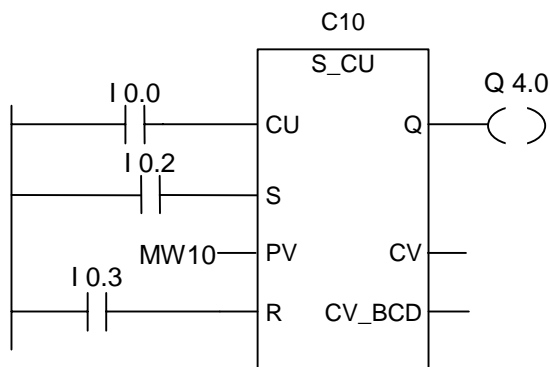 C10
S_CU
I 0.0
Q 4.0
CU
Q
I 0.2
S
MW10
PV
CV
I 0.3
R
CV_BCD